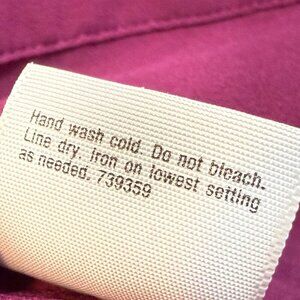 Hand wash cold. Do not bleach.
Line dry. Iron on lowest setting
as needed. 739359